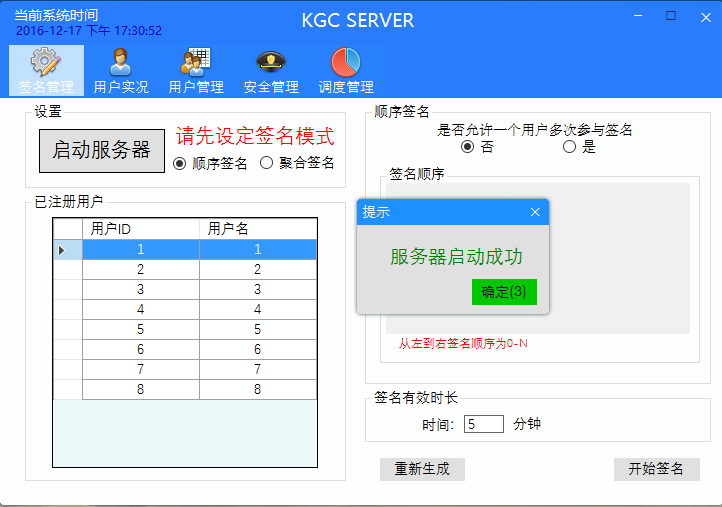 当前系统时间
2016-12-17 下午 17:30:52
KGC SERVER
签名管理
用户实况
用户管理
安全管理
调度管理
设置
启动服务器
请先设定签名模式
顺序签名
聚合签名
已注册用户
用户ID 用户名
1 1
2 2
3 3
4 4
5 5
6 6
7 7
8 8
顺序签名
是否允许一个用户多次参与签名
否
是
签名顺序
提示
服务器启动成功
确定(3)
从左到右签名顺序为0-N
签名有效时长
时间: 5 分钟
重新生成
开始签名